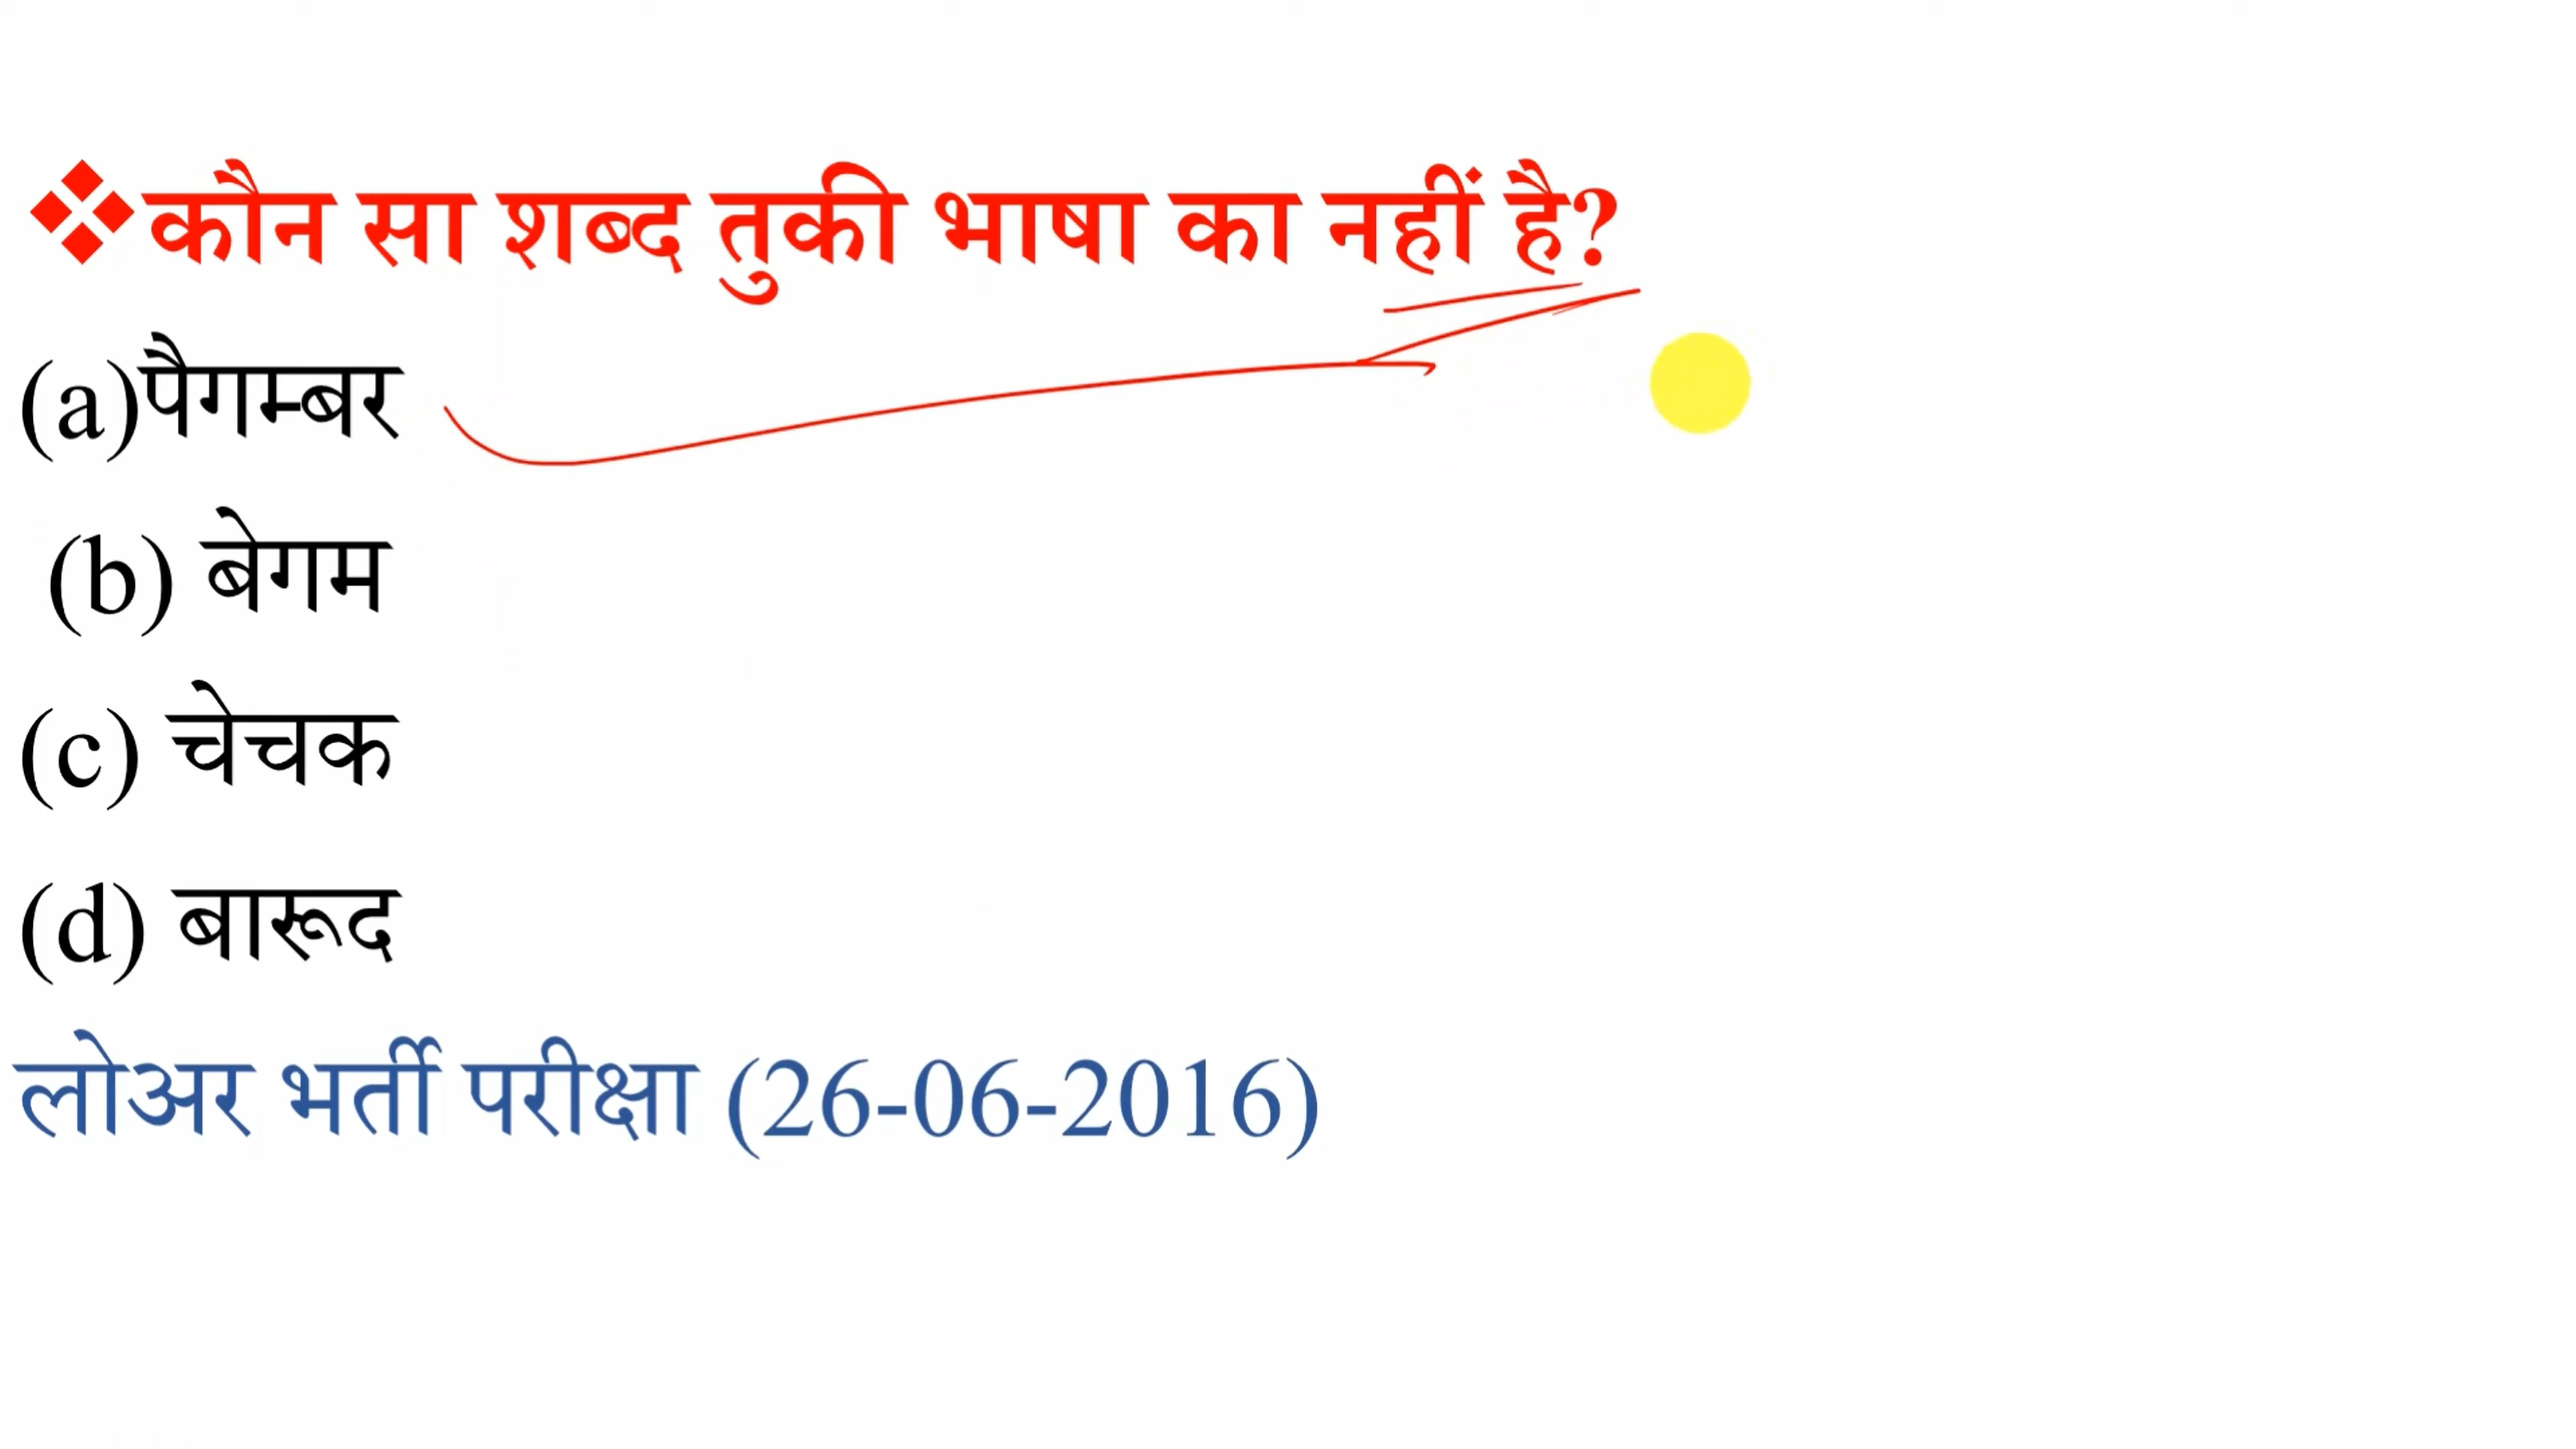 ❖कौन सा शब्द तुकी भाषा का नहीं है?
(a)पैगम्बर
(b) बेगम
(c) चेचक
(d) बारूद
लोअर भर्ती परीक्षा (26-06-2016)